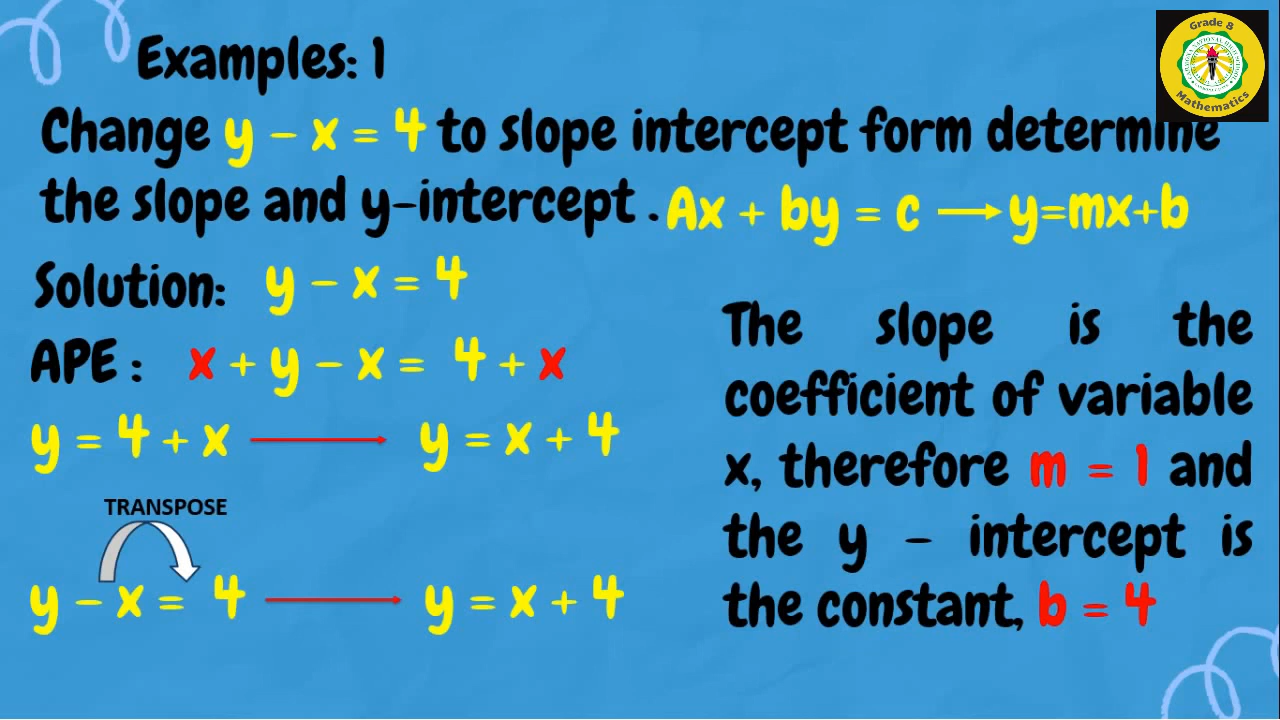 Examples: 1
Grade 8
Mathematics
Change y – x = 4 to slope intercept form determine
the slope and y-intercept . Ax + by = c → y=mx+b
Solution: y – x = 4
APE : x + y – x = 4 + x
y = 4 + x → y = x + 4
TRANSPOSE
y – x = 4 → y = x + 4
The slope is the
coefficient of variable
x, therefore m = 1 and
the y – intercept is
the constant, b = 4